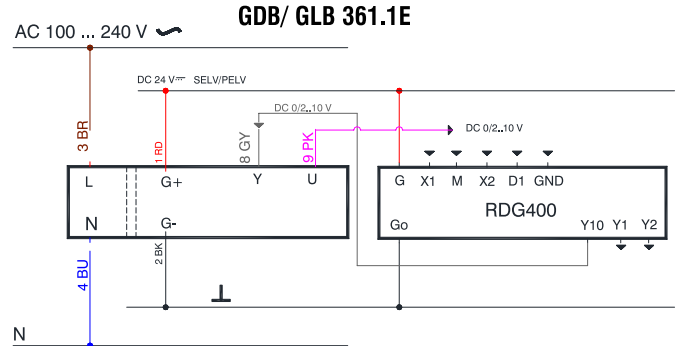 GDB/ GLB 361.1E
AC 100 ... 240 V
DC 24 V SELV/PELV
DC 0/2..10 V
DC 0/2..10 V
3 BR
1 RD
8 GY
9 PK
L G+ Y U
G X1 M X2 D1 GND
RDG400
N G-
Go Y10 Y1 Y2
4 BU
2 BK
N